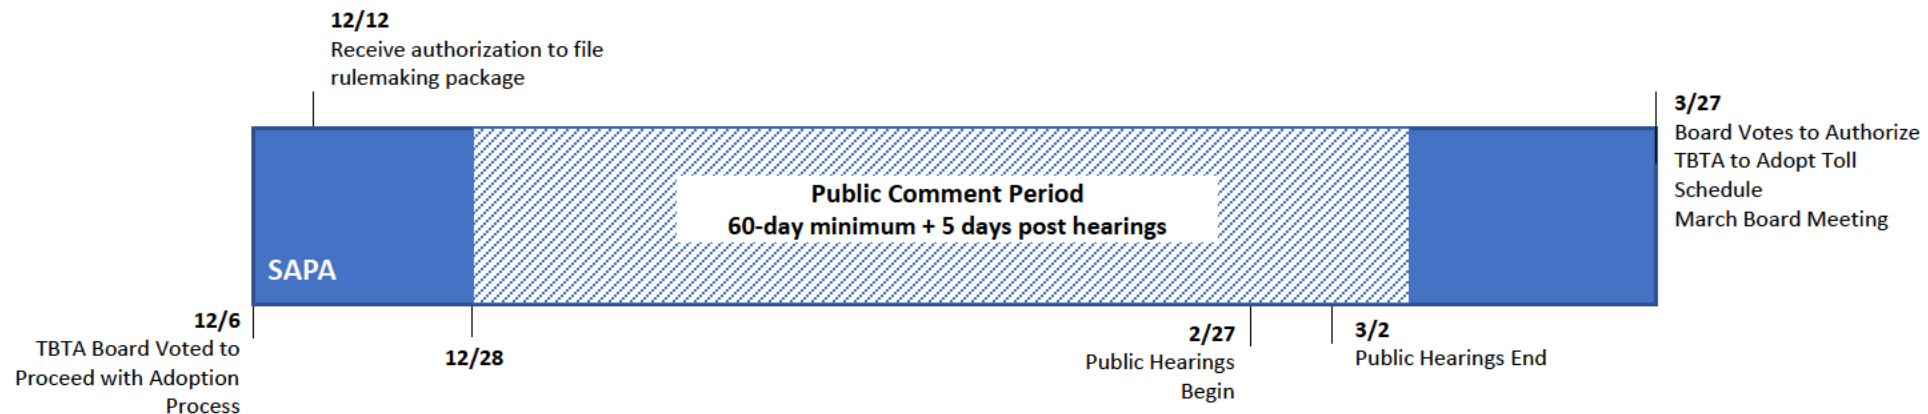 12/12
Receive authorization to file
rulemaking package
3/27
Board Votes to Authorize
TBTA to Adopt Toll
Schedule
March Board Meeting
Public Comment Period
60-day minimum + 5 days post hearings
SAPA
12/6
TBTA Board Voted to
Proceed with Adoption
Process
12/28
2/27
Public Hearings
Begin
3/2
Public Hearings End